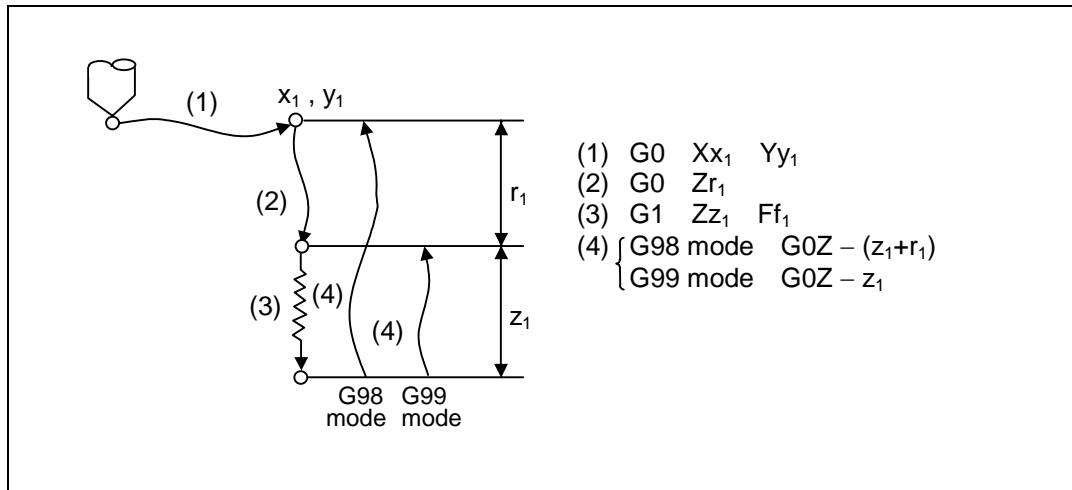 (1)
x₁ , y₁
(2)
r₁
(3)
(4)
(4)
z₁
G98
mode
G99
mode
(1) G0 Xx₁ Yy₁
(2) G0 Zr₁
(3) G1 Zz₁ Ff₁
(4) G98 mode G0Z – (z₁+r₁)
G99 mode G0Z – z₁